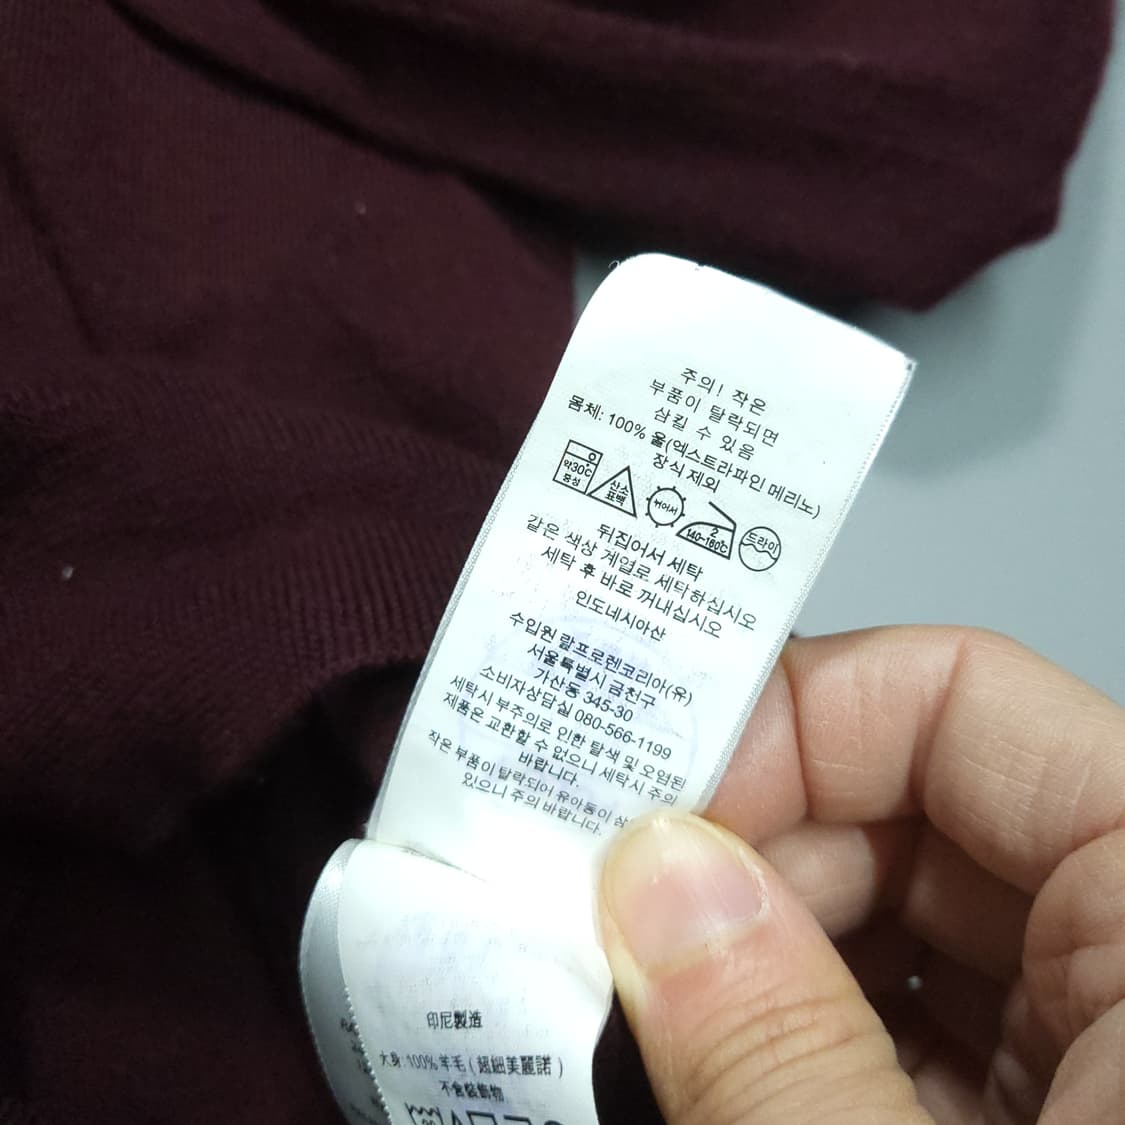 주의! 작은
부품이 탈락되면
삼킬 수 있음
몸체: 100% 울(엑스트라파인 메리노)
장식 제외
약30℃
중성
산소
표백
뉘어서
2
140-160℃
드라이
뒤집어서 세탁
같은 색상 계열로 세탁하십시오
세탁 후 바로 꺼내십시오
인도네시아산
수입원 랄프로렌코리아(유)
서울특별시 금천구
가산동 345-30
소비자상담실 080-566-1199
세탁시 부주의로 인한 탈색 및 오염된
제품은 교환할 수 없으니 세탁시 주의
바랍니다.
작은 부품이 탈락되어 유아동이
있으니 주의 바랍니다.
印尼製造
大身: 100% 羊毛 ( 超細美麗諾 )
不含裝飾物